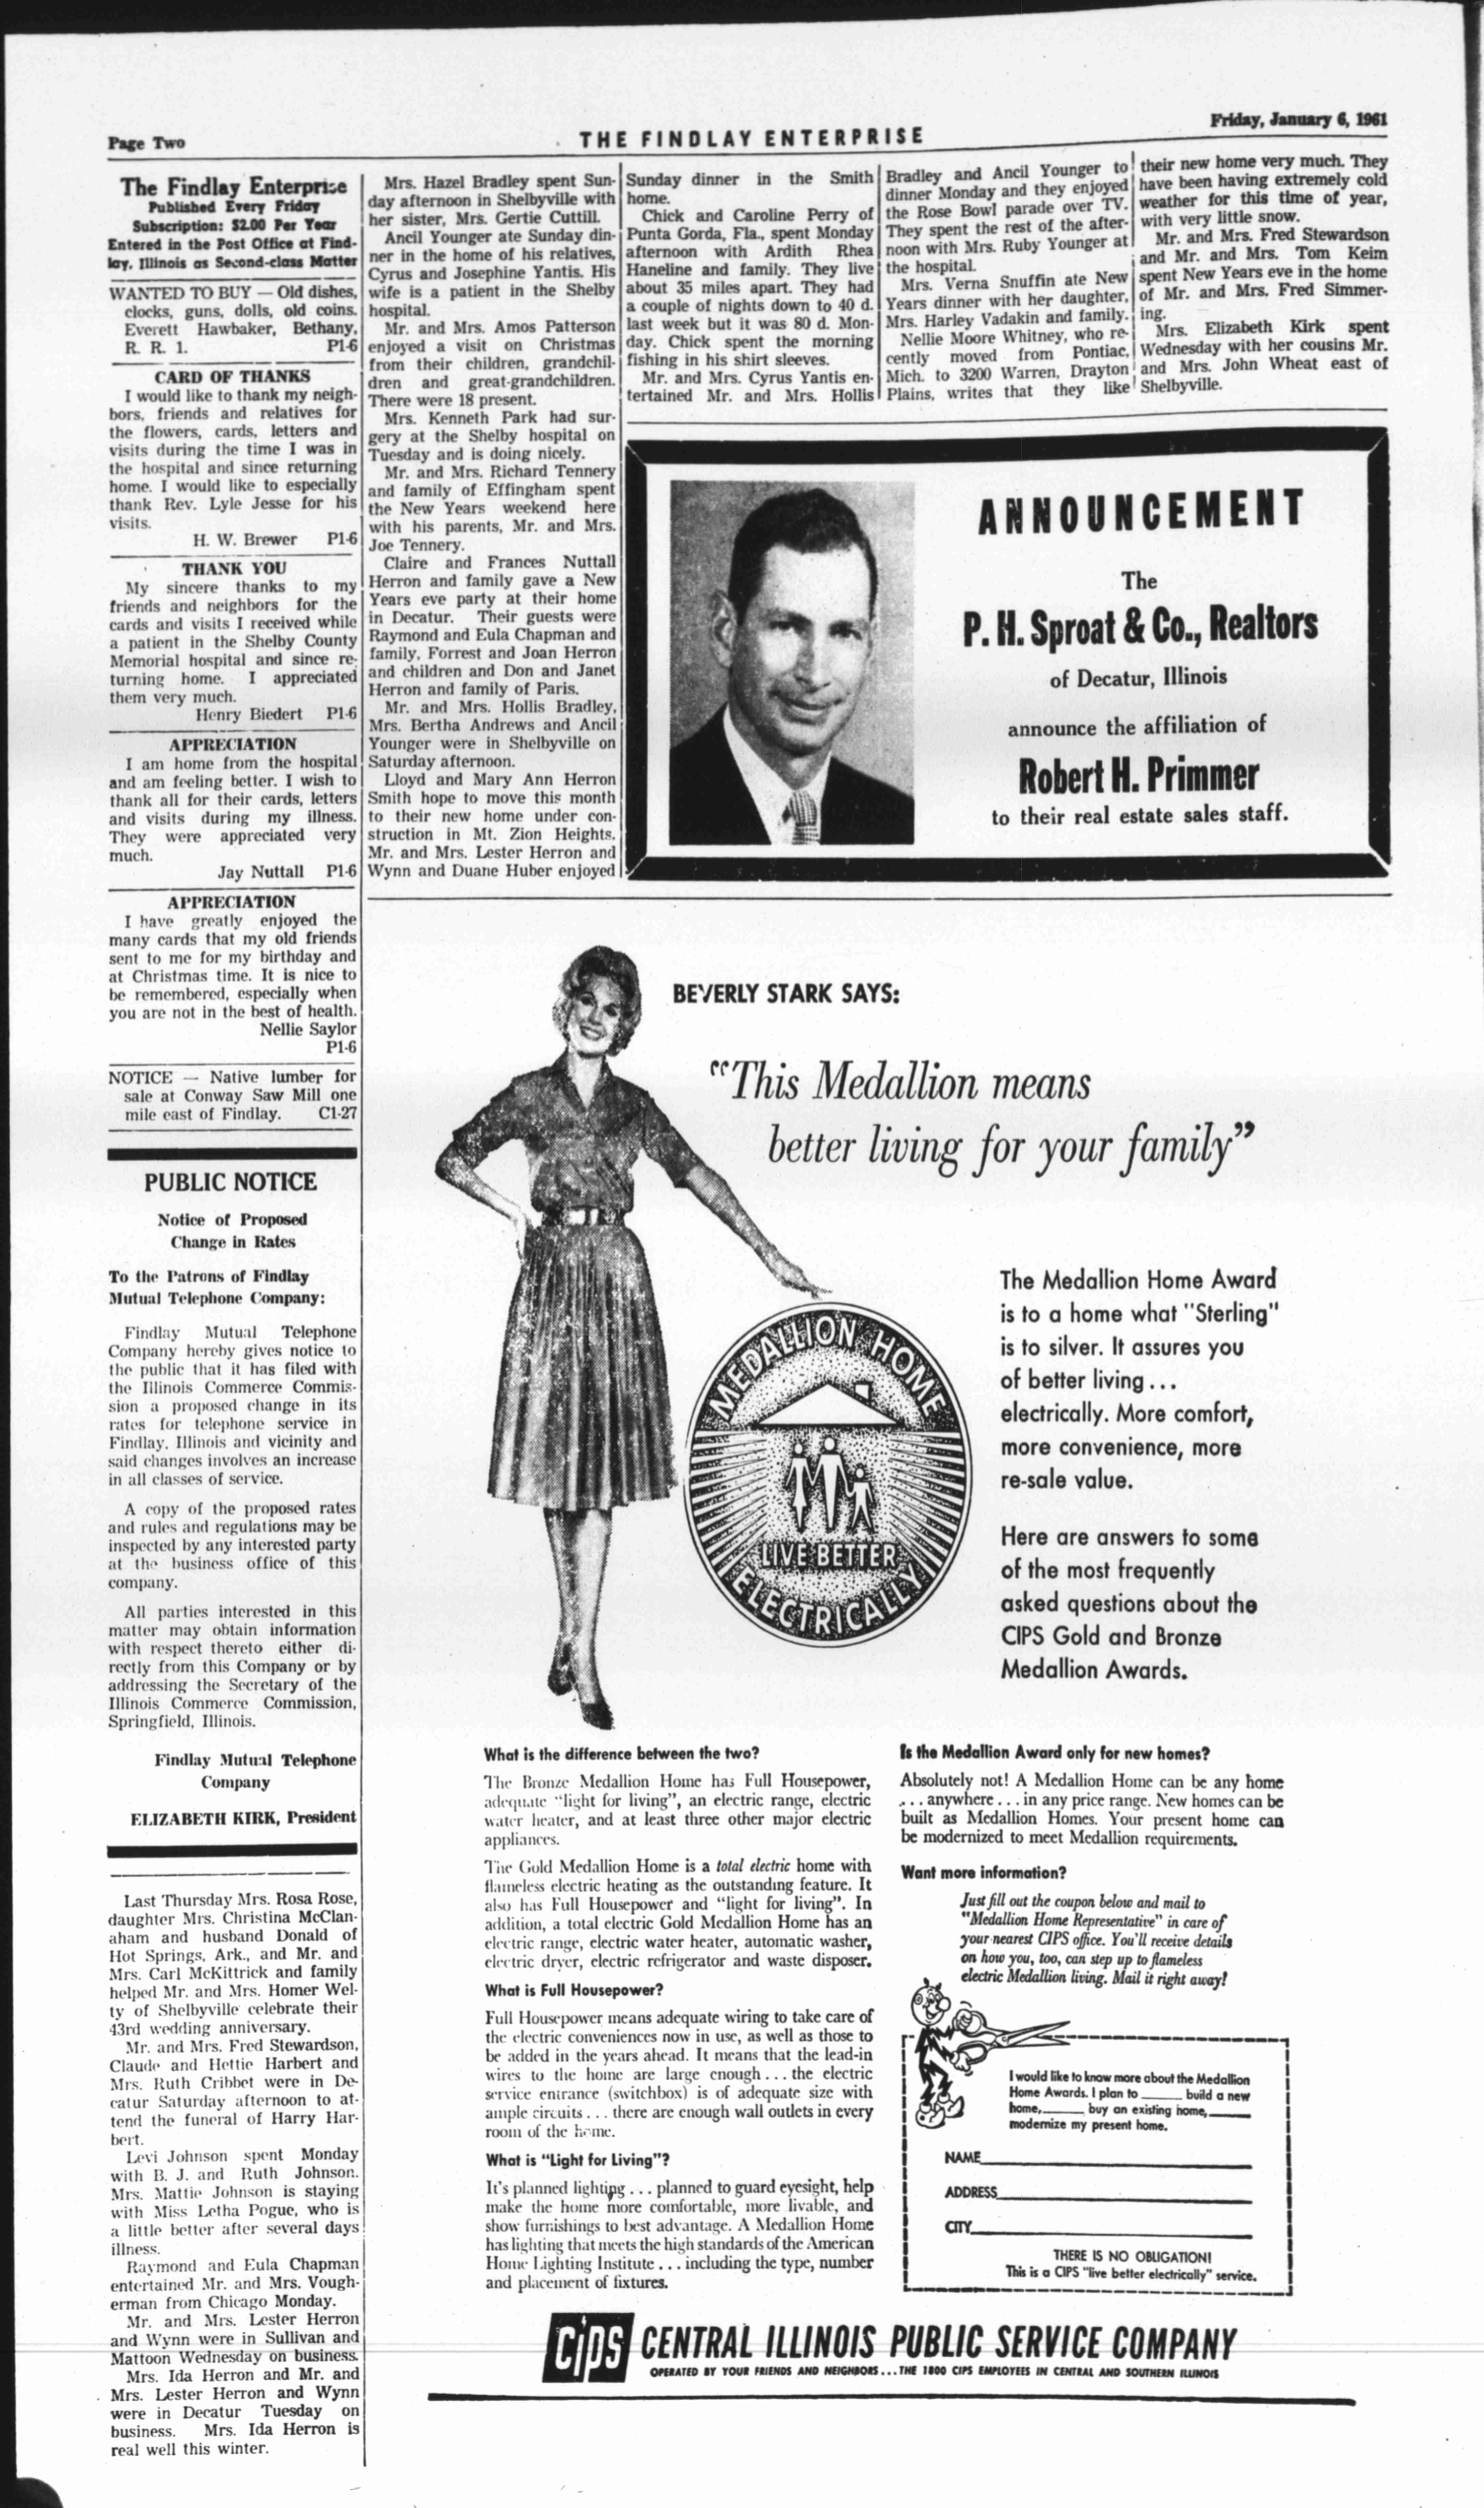 Page Two
THE FINDLAY ENTERPRISE
Friday, January 6, 1961
The Findlay Enterprise
Published Every Friday
Subscription: $2.00 Per Year
Entered in the Post Office at Find-
lay, Illinois as Second-class Matter
WANTED TO BUY — Old dishes,
clocks, guns, dolls, old coins.
Everett Hawbaker, Bethany,
R. R. 1. P1-6
CARD OF THANKS
I would like to thank my neigh-
bors, friends and relatives for
the flowers, cards, letters and
visits during the time I was in
the hospital and since returning
home. I would like to especially
thank Rev. Lyle Jesse for his
visits.
H. W. Brewer P1-6
THANK YOU
My sincere thanks to my
friends and neighbors for the
cards and visits I received while
a patient in the Shelby County
Memorial hospital and since re-
turning home. I appreciated
them very much.
Henry Biedert P1-6
APPRECIATION
I am home from the hospital
and am feeling better. I wish to
thank all for their cards, letters
and visits during my illness.
They were appreciated very
much.
Jay Nuttall P1-6
APPRECIATION
I have greatly enjoyed the
many cards that my old friends
sent to me for my birthday and
at Christmas time. It is nice to
be remembered, especially when
you are not in the best of health.
Nellie Saylor
P1-6
NOTICE — Native lumber for
sale at Conway Saw Mill one
mile east of Findlay. C1-27
PUBLIC NOTICE
Notice of Proposed
Change in Rates
To the Patrons of Findlay
Mutual Telephone Company:
Findlay Mutual Telephone
Company hereby gives notice to
the public that it has filed with
the Illinois Commerce Commis-
sion a proposed change in its
rates for telephone service in
Findlay, Illinois and vicinity and
said changes involves an increase
in all classes of service.
A copy of the proposed rates
and rules and regulations may be
inspected by any interested party
at the business office of this
company.
All parties interested in this
matter may obtain information
with respect thereto either di-
rectly from this Company or by
addressing the Secretary of the
Illinois Commerce Commission,
Springfield, Illinois.
Findlay Mutual Telephone
Company
ELIZABETH KIRK, President
Last Thursday Mrs. Rosa Rose,
daughter Mrs. Christina McClan-
aham and husband Donald of
Hot Springs, Ark., and Mr. and
Mrs. Carl McKittrick and family
helped Mr. and Mrs. Homer Wel-
ty of Shelbyville celebrate their
43rd wedding anniversary.
Mr. and Mrs. Fred Stewardson,
Claude and Hettie Harbert and
Mrs. Ruth Cribbet were in De-
catur Saturday afternoon to at-
tend the funeral of Harry Har-
bert.
Levi Johnson spent Monday
with B. J. and Ruth Johnson.
Mrs. Mattie Johnson is staying
with Miss Letha Pogue, who is
a little better after several days
illness.
Raymond and Eula Chapman
entertained Mr. and Mrs. Vough-
erman from Chicago Monday.
Mr. and Mrs. Lester Herron
and Wynn were in Sullivan and
Mattoon Wednesday on business.
Mrs. Ida Herron and Mr. and
Mrs. Lester Herron and Wynn
were in Decatur Tuesday on
business. Mrs. Ida Herron is
real well this winter.
Mrs. Hazel Bradley spent Sun-
day afternoon in Shelbyville with
her sister, Mrs. Gertie Cuttill.
Ancil Younger ate Sunday din-
ner in the home of his relatives,
Cyrus and Josephine Yantis. His
wife is a patient in the Shelby
hospital.
Mr. and Mrs. Amos Patterson
enjoyed a visit on Christmas
from their children, grandchil-
dren and great-grandchildren.
There were 18 present.
Mrs. Kenneth Park had sur-
gery at the Shelby hospital on
Tuesday and is doing nicely.
Mr. and Mrs. Richard Tennery
and family of Effingham spent
the New Years weekend here
with his parents, Mr. and Mrs.
Joe Tennery.
Claire and Frances Nuttall
Herron and family gave a New
Years eve party at their home
in Decatur. Their guests were
Raymond and Eula Chapman and
family, Forrest and Joan Herron
and children and Don and Janet
Herron and family of Paris.
Mr. and Mrs. Hollis Bradley,
Mrs. Bertha Andrews and Ancil
Younger were in Shelbyville on
Saturday afternoon.
Lloyd and Mary Ann Herron
Smith hope to move this month
to their new home under con-
struction in Mt. Zion Heights.
Mr. and Mrs. Lester Herron and
Wynn and Duane Huber enjoyed
Sunday dinner in the Smith
home.
Chick and Caroline Perry of
Punta Gorda, Fla., spent Monday
afternoon with Ardith Rhea
Haneline and family. They live
about 35 miles apart. They had
a couple of nights down to 40 d.
last week but it was 80 d. Mon-
day. Chick spent the morning
fishing in his shirt sleeves.
Mr. and Mrs. Cyrus Yantis en-
tertained Mr. and Mrs. Hollis
Bradley and Ancil Younger to
dinner Monday and they enjoyed
the Rose Bowl parade over TV.
They spent the rest of the after-
noon with Mrs. Ruby Younger at
the hospital.
Mrs. Verna Snuffin ate New
Years dinner with her daughter,
Mrs. Harley Vadakin and family.
Nellie Moore Whitney, who re-
cently moved from Pontiac,
Mich. to 3200 Warren, Drayton
Plains, writes that they like
their new home very much. They
have been having extremely cold
weather for this time of year,
with very little snow.
Mr. and Mrs. Fred Stewardson
and Mr. and Mrs. Tom Keim
spent New Years eve in the home
of Mr. and Mrs. Fred Simmer-
ing.
Mrs. Elizabeth Kirk spent
Wednesday with her cousins Mr.
and Mrs. John Wheat east of
Shelbyville.
ANNOUNCEMENT
The
P. H. Sproat & Co., Realtors
of Decatur, Illinois
announce the affiliation of
Robert H. Primmer
to their real estate sales staff.
BEVERLY STARK SAYS:
"This Medallion means
better living for your family"
MEDALLION HOME
LIVE BETTER
ELECTRICALLY
The Medallion Home Award
is to a home what "Sterling"
is to silver. It assures you
of better living ...
electrically. More comfort,
more convenience, more
re-sale value.
Here are answers to some
of the most frequently
asked questions about the
CIPS Gold and Bronze
Medallion Awards.
What is the difference between the two?
The Bronze Medallion Home has Full Housepower,
adequate "light for living", an electric range, electric
water heater, and at least three other major electric
appliances.
The Gold Medallion Home is a total electric home with
flameless electric heating as the outstanding feature. It
also has Full Housepower and "light for living". In
addition, a total electric Gold Medallion Home has an
electric range, electric water heater, automatic washer,
electric dryer, electric refrigerator and waste disposer.
What is Full Housepower?
Full Housepower means adequate wiring to take care of
the electric conveniences now in use, as well as those to
be added in the years ahead. It means that the lead-in
wires to the home are large enough ... the electric
service entrance (switchbox) is of adequate size with
ample circuits ... there are enough wall outlets in every
room of the home.
What is "Light for Living"?
It's planned lighting ... planned to guard eyesight, help
make the home more comfortable, more livable, and
show furnishings to best advantage. A Medallion Home
has lighting that meets the high standards of the American
Home Lighting Institute ... including the type, number
and placement of fixtures.
Is the Medallion Award only for new homes?
Absolutely not! A Medallion Home can be any home
... anywhere ... in any price range. New homes can be
built as Medallion Homes. Your present home can
be modernized to meet Medallion requirements.
Want more information?
Just fill out the coupon below and mail to
"Medallion Home Representative" in care of
your nearest CIPS office. You'll receive details
on how you, too, can step up to flameless
electric Medallion living. Mail it right away!
I would like to know more about the Medallion
Home Awards. I plan to ____ build a new
home, ____ buy an existing home, ____
modernize my present home.
NAME
ADDRESS
CITY
THERE IS NO OBLIGATION!
This is a CIPS "live better electrically" service.
CIPS CENTRAL ILLINOIS PUBLIC SERVICE COMPANY
OPERATED BY YOUR FRIENDS AND NEIGHBORS ... THE 1800 CIPS EMPLOYEES IN CENTRAL AND SOUTHERN ILLINOIS